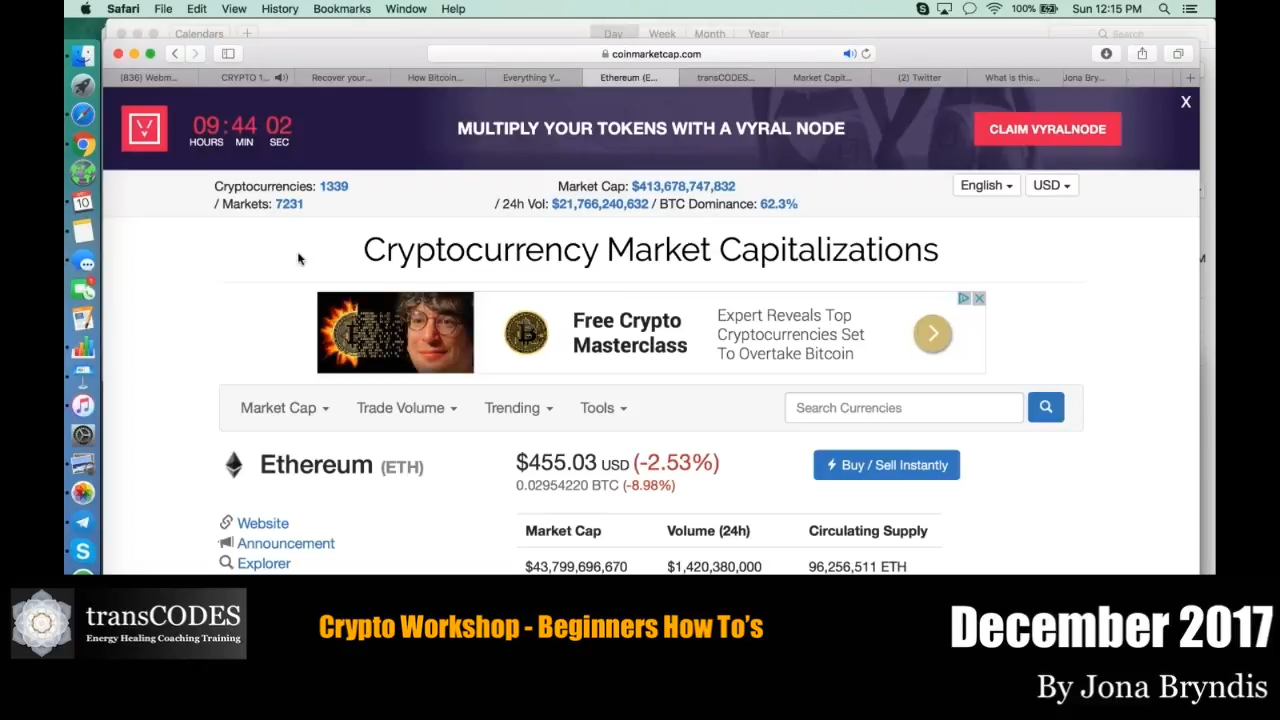 Safari File Edit View History Bookmarks Window Help 100% Sun 12:15 PM
Calendars + Day Week Month Year Search
coinmarketcap.com
(836) Webm... CRYPTO 1... Recover your... How Bitcoin... Everything Y... Ethereum (E... transCODES... Market Capit... (2) Twitter What is this... Jona Bry... +
09:44 02
HOURS MIN SEC
MULTIPLY YOUR TOKENS WITH A VYRAL NODE
CLAIM VYRALNODE
X
Cryptocurrencies: 1339
/ Markets: 7231
Market Cap: $413,678,747,832
/ 24h Vol: $21,766,240,632 / BTC Dominance: 62.3%
English
USD
Cryptocurrency Market Capitalizations
Free Crypto
Masterclass
Expert Reveals Top
Cryptocurrencies Set
To Overtake Bitcoin
Market Cap Trade Volume Trending Tools Search Currencies
Ethereum (ETH)
$455.03 USD (-2.53%)
0.02954220 BTC (-8.98%)
Buy / Sell Instantly
Website
Announcement
Explorer
Market Cap Volume (24h) Circulating Supply
$43,799,696,670 $1,420,380,000 96,256,511 ETH
10
transCODES
Energy Healing Coaching Training
Crypto Workshop - Beginners How To's
December 2017
By Jona Bryndis